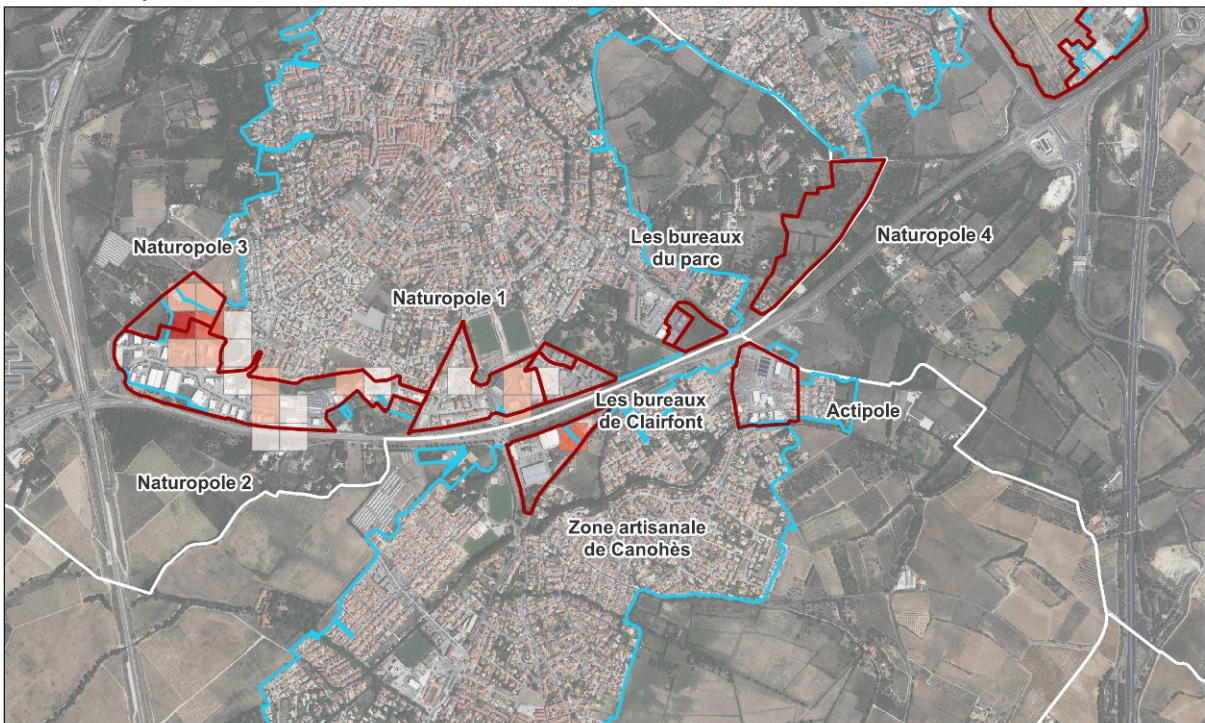 Les bureaux
du parc
Naturopole 4
Naturopole 3
Naturopole 1
Les bureaux
de Clairfont
Actipole
Naturopole 2
Zone artisanale
de Canohès